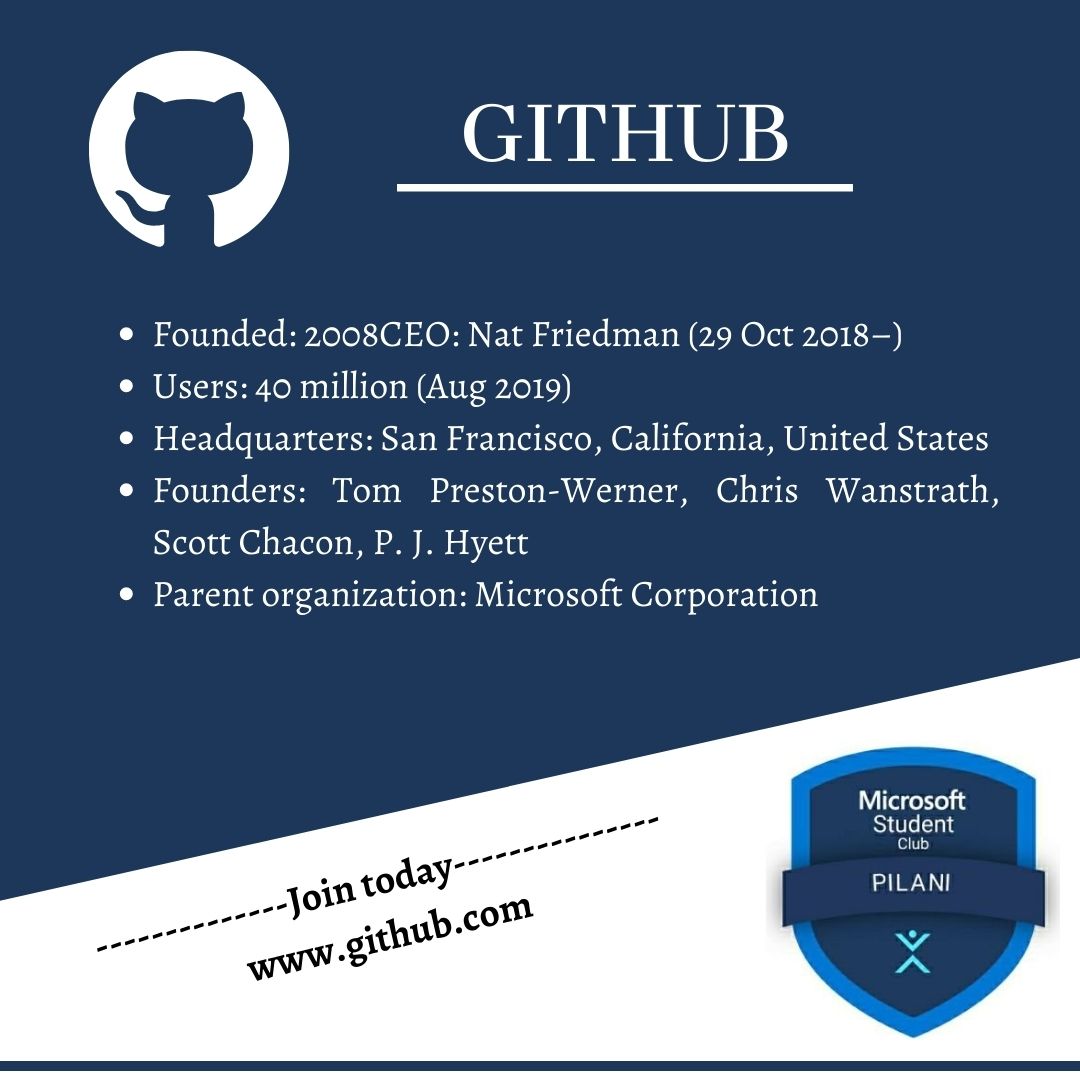 GITHUB
• Founded: 2008CEO: Nat Friedman (29 Oct 2018–)
• Users: 40 million (Aug 2019)
• Headquarters: San Francisco, California, United States
• Founders: Tom Preston-Werner, Chris Wanstrath,
Scott Chacon, P. J. Hyett
• Parent organization: Microsoft Corporation
--------------Join today---------------
www.github.com
Microsoft
Student
Club
PILANI